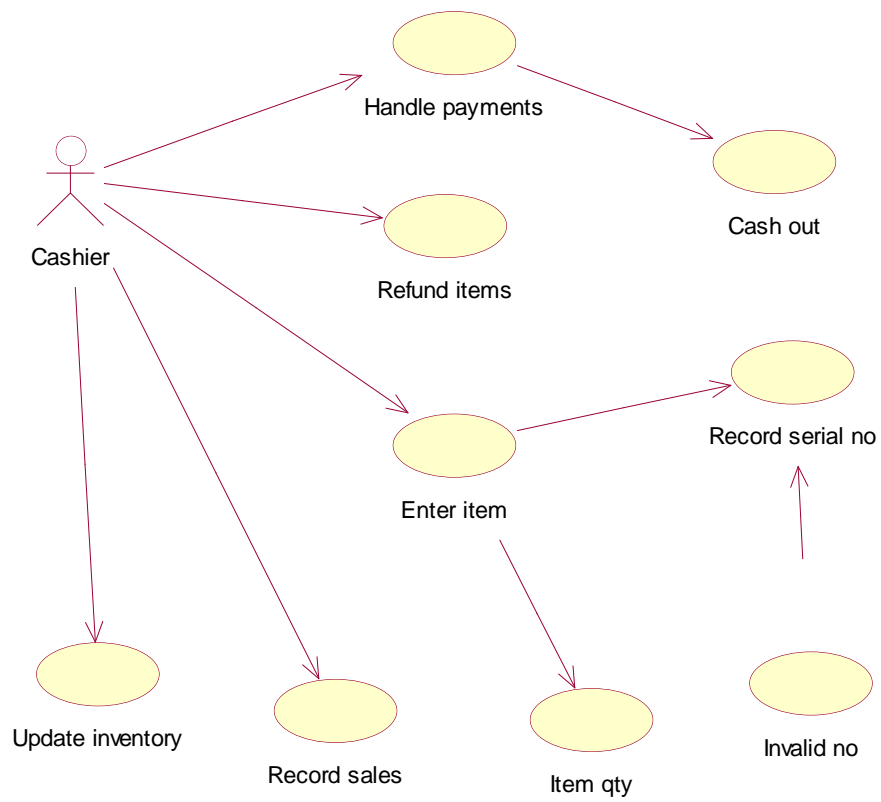 Handle payments
Cash out
Cashier
Refund items
Record serial no
Enter item
Update inventory
Record sales
Item qty
Invalid no